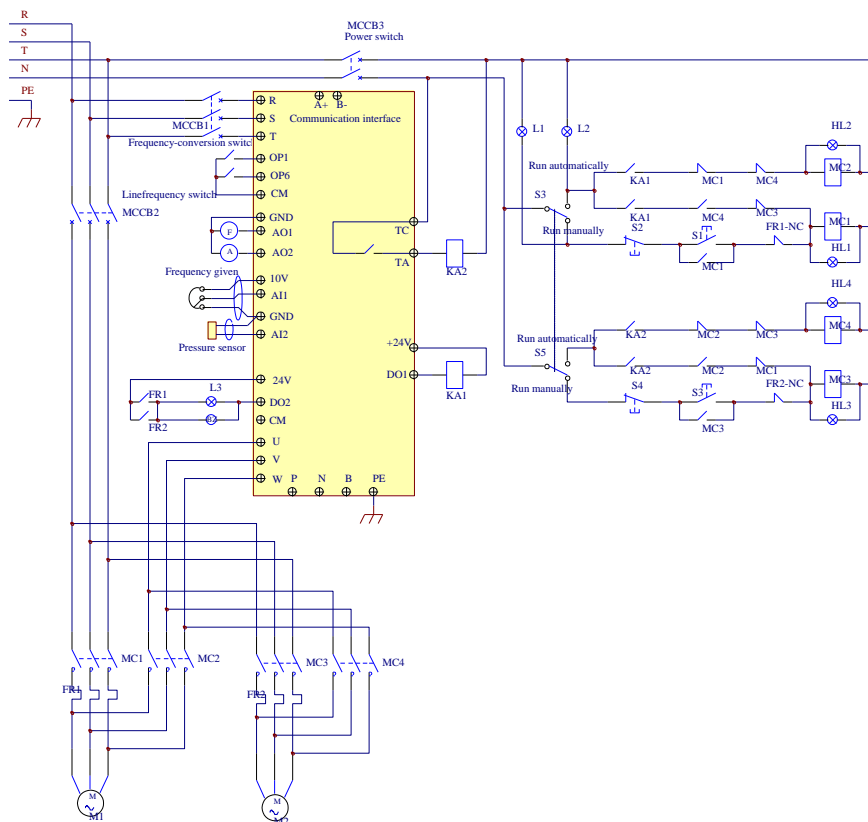 R
S
T
N
PE
MCCB3
Power switch
A+ B-
Communication interface
R
S
T
MCCB1
Frequency-conversion switc
OP1
OP6
CM
Linefrequency switch
MCCB2
GND
AO1
AO2
F
A
Frequency given
10V
AI1
GND
AI2
Pressure sensor
TC
TA
KA2
+24V
DO1
KA1
24V
DO2
CM
FR1
FR2
L3
U
V
W
P N B PE
L1 L2
Run automatically
S3
Run manually
KA1 MC1 MC4
HL2
MC2
KA1 MC4 MC3
S2 S1
FR1-NC
MC1
MC1
HL1
HL4
Run automatically
S5
Run manually
KA2 MC2 MC3
MC4
KA2 MC2 MC1
S4 S3
FR2-NC
MC3
MC3
HL3
MC1 MC2 MC3 MC4
FR1 FR2
M
M1
M
M2